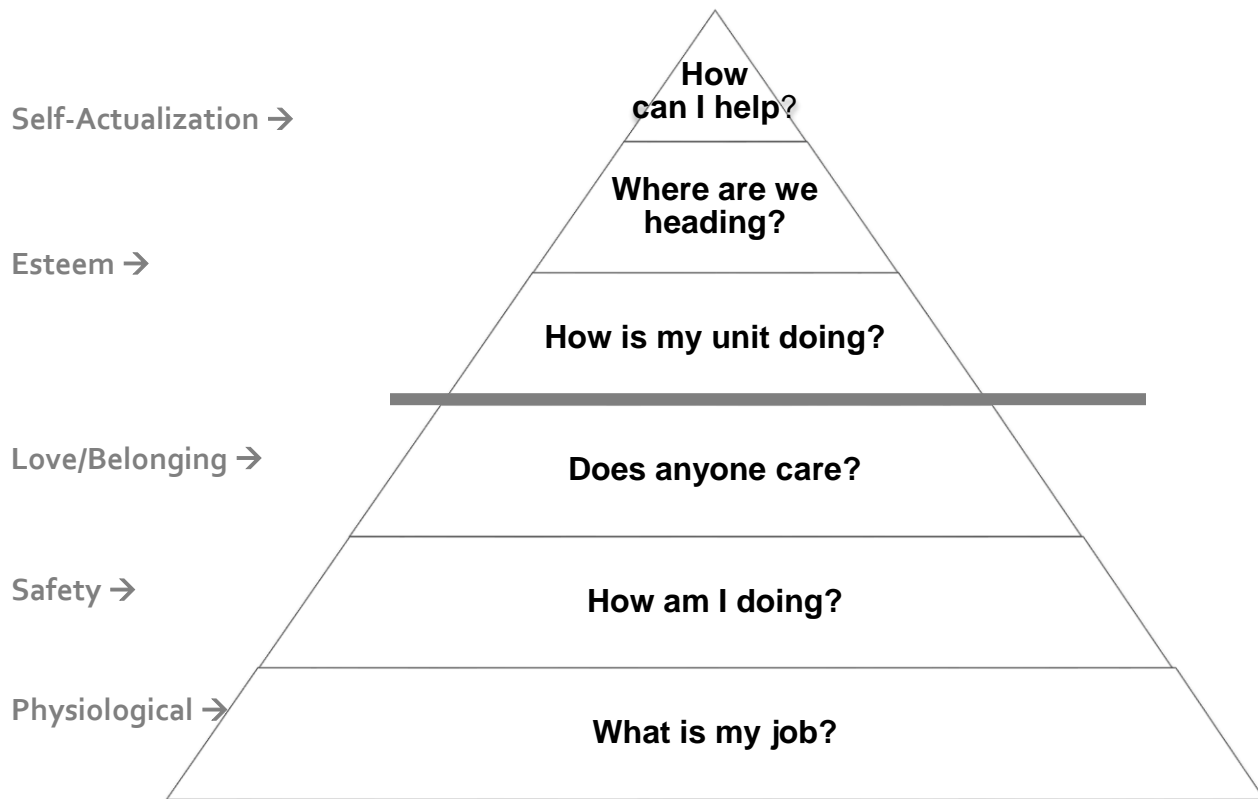 How
can I help?
Self-Actualization →
Where are we
heading?
Esteem →
How is my unit doing?
Love/Belonging →
Does anyone care?
Safety →
How am I doing?
Physiological →
What is my job?